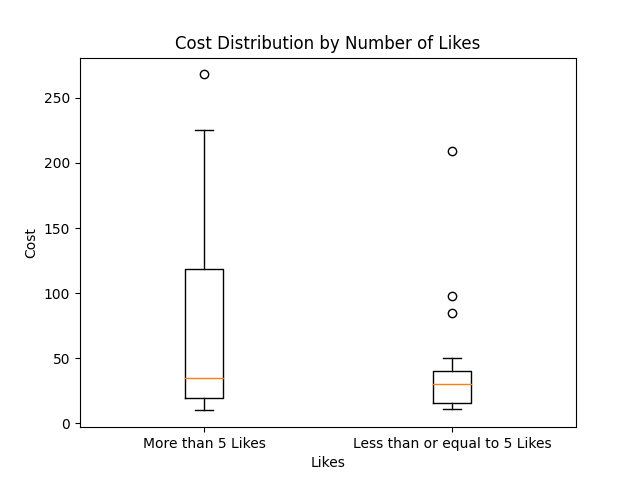 Cost Distribution by Number of Likes
250
200
150
100
50
0
Cost
More than 5 Likes
Less than or equal to 5 Likes
Likes